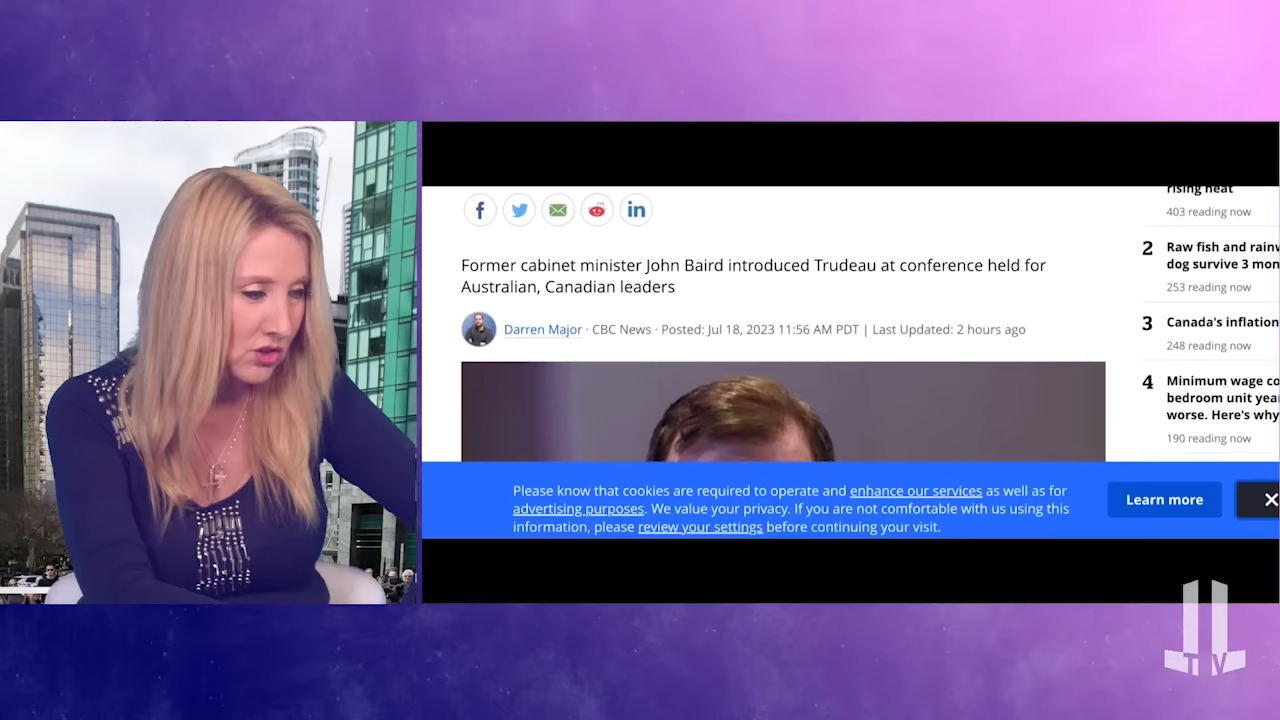 Former cabinet minister John Baird introduced Trudeau at conference held for
Australian, Canadian leaders
Darren Major · CBC News · Posted: Jul 18, 2023 11:56 AM PDT | Last Updated: 2 hours ago
rising heat
403 reading now
2 Raw fish and rainw
dog survive 3 mon
253 reading now
3 Canada's inflation
248 reading now
4 Minimum wage co
bedroom unit yea
worse. Here's why
190 reading now
Please know that cookies are required to operate and enhance our services as well as for
advertising purposes. We value your privacy. If you are not comfortable with us using this
information, please review your settings before continuing your visit.
Learn more
TV